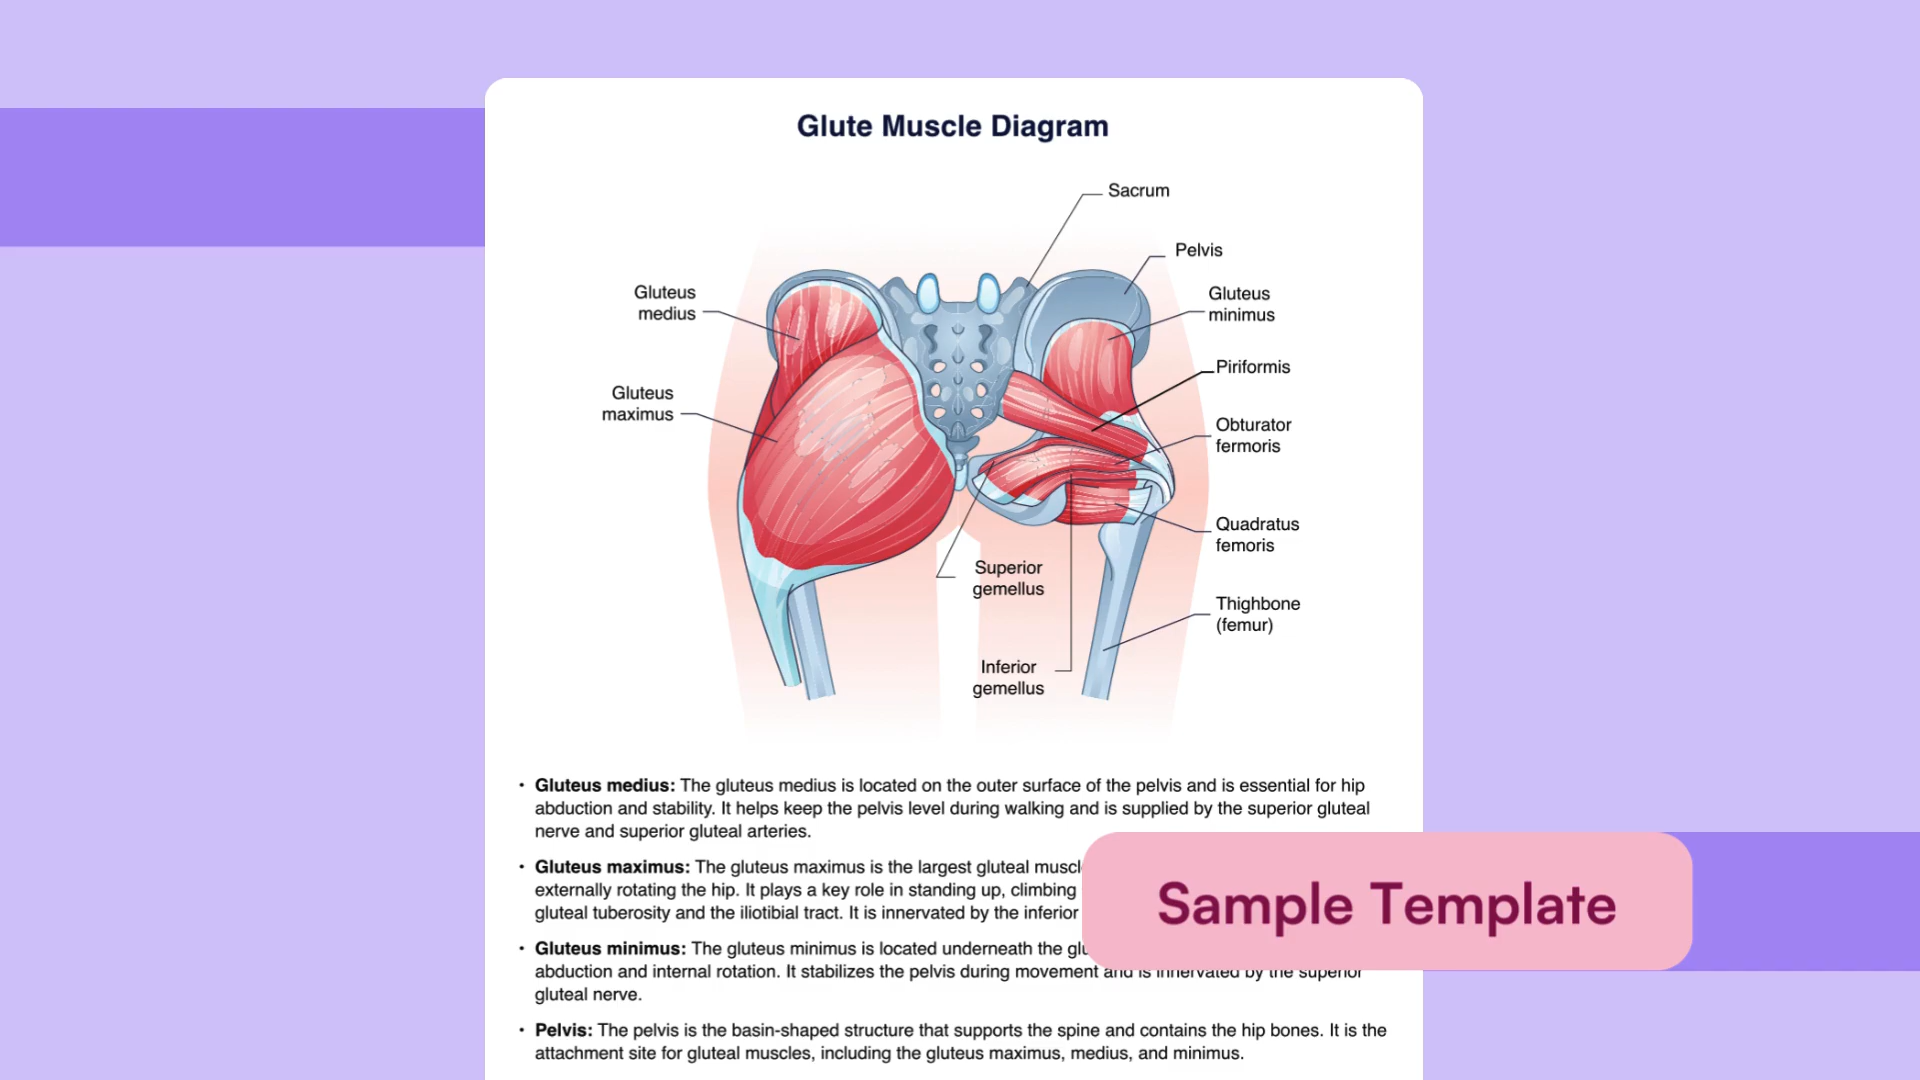 Glute Muscle Diagram
Sacrum
Pelvis
Gluteus
medius
Gluteus
minimus
Piriformis
Gluteus
maximus
Obturator
fermoris
Quadratus
femoris
Superior
gemellus
Thighbone
(femur)
Inferior
gemellus
• Gluteus medius: The gluteus medius is located on the outer surface of the pelvis and is essential for hip
abduction and stability. It helps keep the pelvis level during walking and is supplied by the superior gluteal
nerve and superior gluteal arteries.
• Gluteus maximus: The gluteus maximus is the largest gluteal
externally rotating the hip. It plays a key role in standing up, climbing
gluteal tuberosity and the iliotibial tract. It is innervated by the inferior
Sample Template
• Gluteus minimus: The gluteus minimus is located underneath the
abduction and internal rotation. It stabilizes the pelvis during movement and is innervated by the superior
gluteal nerve.
• Pelvis: The pelvis is the basin-shaped structure that supports the spine and contains the hip bones. It is the
attachment site for gluteal muscles, including the gluteus maximus, medius, and minimus.